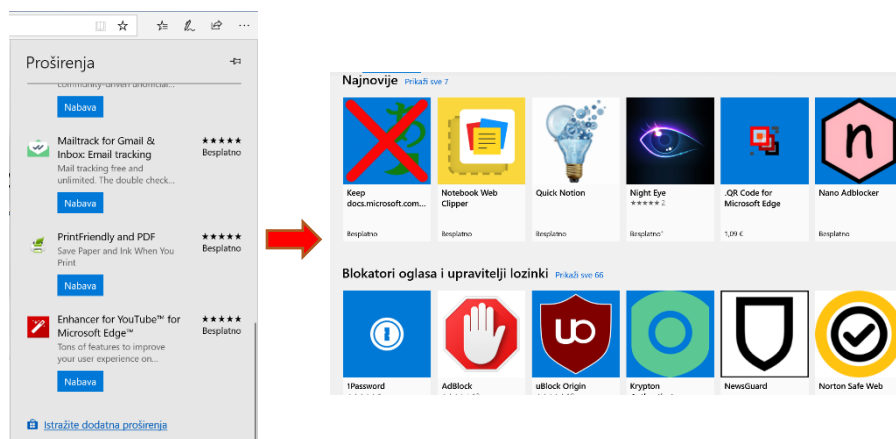 Proširenja
community-driven unofficial...
Nabava
Mailtrack for Gmail &
Inbox: Email tracking
Mail tracking free and
unlimited. The double check...
★★★★★
Besplatno
Nabava
PrintFriendly and PDF
Save Paper and Ink When You
Print
★★★★★
Besplatno
Nabava
Enhancer for YouTube™ for
Microsoft Edge™
Tons of features to improve
your user experience on...
★★★★★
Besplatno
Nabava
Istražite dodatna proširenja
Najnovije Prikaži sve 7
Keep
docs.microsoft.com...
Besplatno
Notebook Web
Clipper
Besplatno
Quick Notion
Besplatno
Night Eye
★★★★★ 2
Besplatno⁺
.QR Code for
Microsoft Edge
1,09 €
n
Nano Adblocker
Besplatno
Blokatori oglasa i upravitelji lozinki Prikaži sve 66
1Password
AdBlock
uo
uBlock Origin
Krypton
NewsGuard
Norton Safe Web